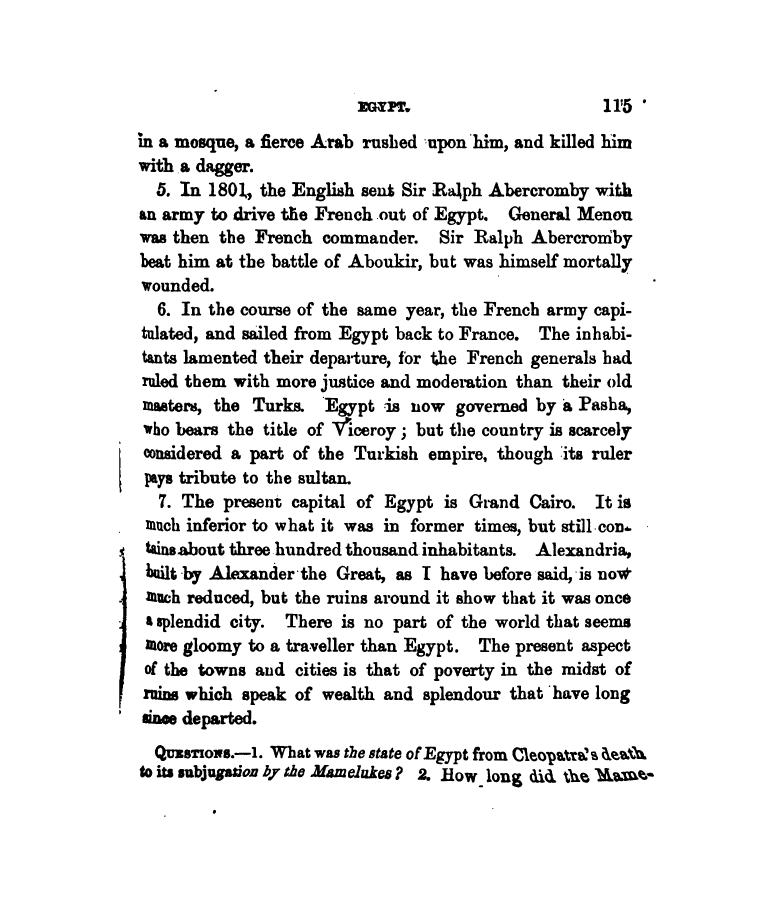 EGYPT. 115
in a mosque, a fierce Arab rushed upon him, and killed him
with a dagger.
5. In 1801, the English sent Sir Ralph Abercromby with
an army to drive the French out of Egypt. General Menou
was then the French commander. Sir Ralph Abercromby
beat him at the battle of Aboukir, but was himself mortally
wounded.
6. In the course of the same year, the French army capi-
tulated, and sailed from Egypt back to France. The inhabi-
tants lamented their departure, for the French generals had
ruled them with more justice and moderation than their old
masters, the Turks. Egypt is now governed by a Pasha,
who bears the title of Viceroy; but the country is scarcely
considered a part of the Turkish empire, though its ruler
pays tribute to the sultan.
7. The present capital of Egypt is Grand Cairo. It is
much inferior to what it was in former times, but still con-
tains about three hundred thousand inhabitants. Alexandria,
built by Alexander the Great, as I have before said, is now
much reduced, but the ruins around it show that it was once
a splendid city. There is no part of the world that seems
more gloomy to a traveller than Egypt. The present aspect
of the towns and cities is that of poverty in the midst of
ruins which speak of wealth and splendour that have long
since departed.
QUESTIONS.—1. What was the state of Egypt from Cleopatra's death
to its subjugation by the Mamelukes? 2. How long did the Mame-